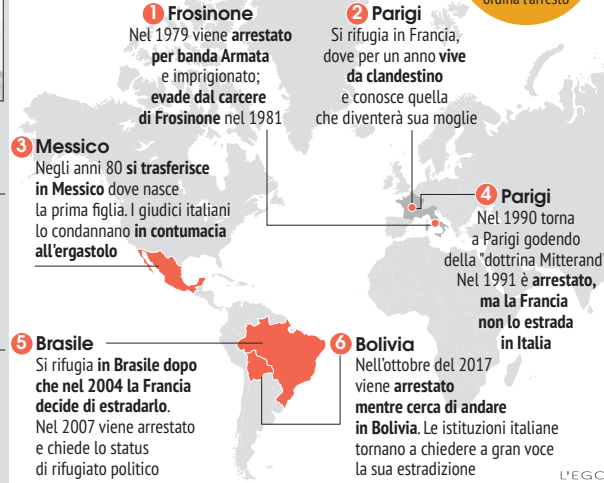 ordina l'arresto
1 Frosinone
Nel 1979 viene arrestato
per banda Armata
e imprigionato;
evade dal carcere
di Frosinone nel 1981
2 Parigi
Si rifugia in Francia,
dove per un anno vive
da clandestino
e conosce quella
che diventerà sua moglie
3 Messico
Negli anni 80 si trasferisce
in Messico dove nasce
la prima figlia. I giudici italiani
lo condannano in contumacia
all'ergastolo
4 Parigi
Nel 1990 torna
a Parigi godendo
della "dottrina Mitterand"
Nel 1991 è arrestato,
ma la Francia
non lo estrada
in Italia
5 Brasile
Si rifugia in Brasile dopo
che nel 2004 la Francia
decide di estradarlo.
Nel 2007 viene arrestato
e chiede lo status
di rifugiato politico
6 Bolivia
Nell'ottobre del 2017
viene arrestato
mentre cerca di andare
in Bolivia. Le istituzioni italiane
tornano a chiedere a gran voce
la sua estradizione
L'EGO